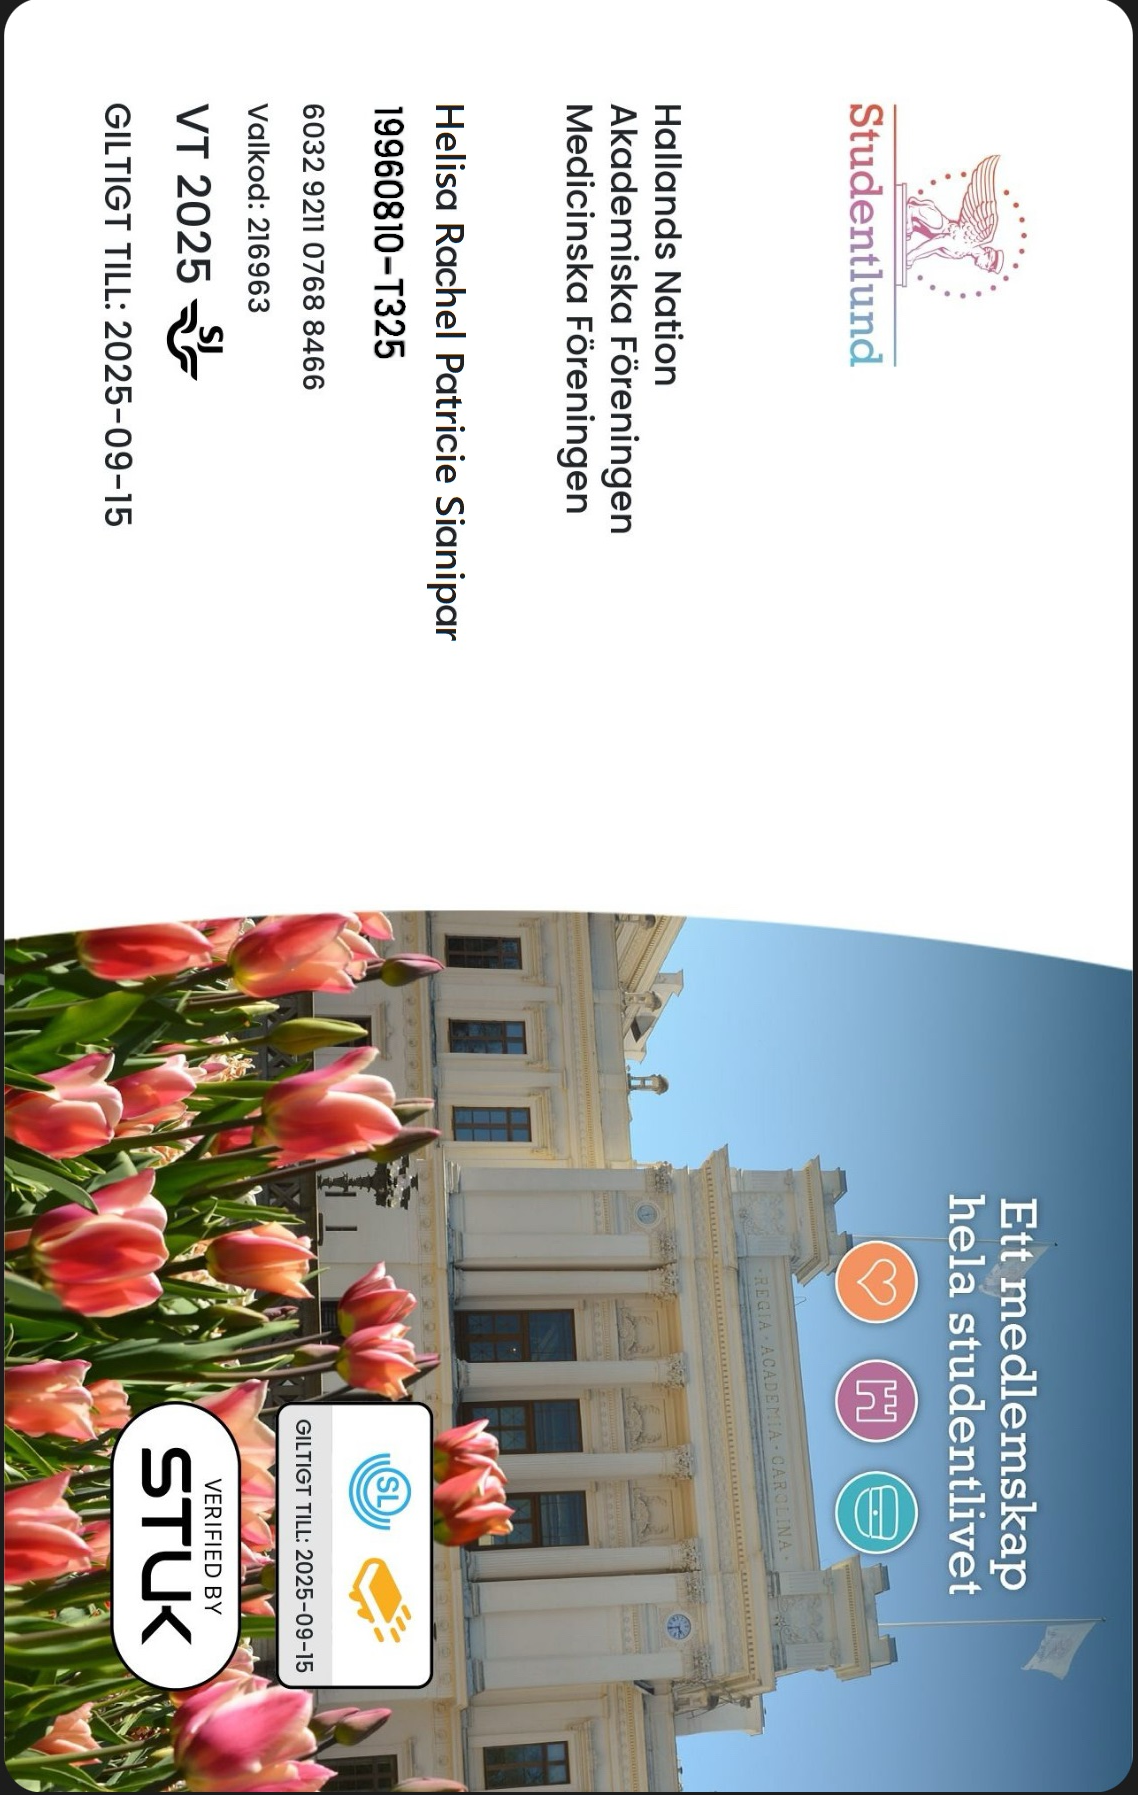 Studentlund
Hallands Nation
Akademiska Föreningen
Medicinska Föreningen
Helisa Rachel Patricie Sianipar
19960810-T325
6032 9211 0768 8466
Valkod: 216963
VT 2025 SJ
GILTIGT TILL: 2025-09-15
Ett medlemskap
hela studentlivet
REGIA · ACADEMIA · CAROLINA ·
SL
GILTIGT TILL: 2025-09-15
VERIFIED BY
STUK